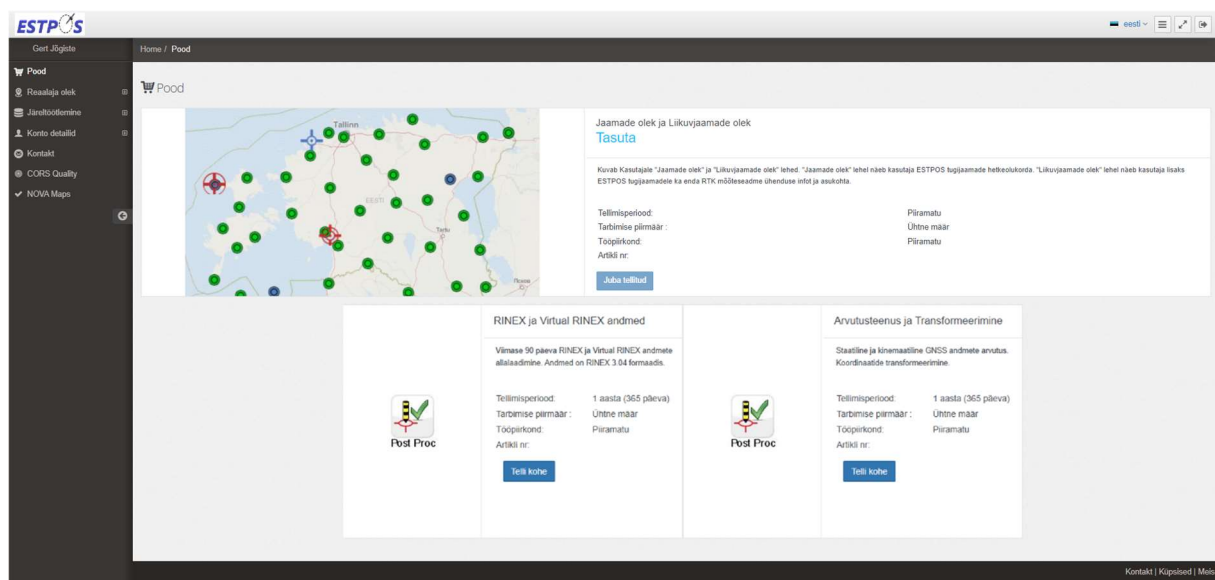 ESTPOS
eesti
Gert Jõgiste
Home / Pood
Pood
Reaalaja olek
Järeltöötlemine
Konto detailid
Kontakt
CORS Quality
NOVA Maps
Pood
Tallinn
EESTI
Tartu
Jaamade olek ja Liikuvjaamade olek
Tasuta
Kuvab Kasutajale "Jaamade olek" ja "Liikuvjaamade olek" lehed. "Jaamade olek" lehel näeb kasutaja ESTPOS tugijaamade hetkeolukorda. "Liikuvjaamade olek" lehel näeb kasutaja lisaks
ESTPOS tugijaamadele ka enda RTK mõõteseadme ühenduse infot ja asukohta.
Tellimisperiood: Piiramatu
Tarbimise piirmäär : Ühtne määr
Tööpiirkond: Piiramatu
Artikli nr:
Juba tellitud
RINEX ja Virtual RINEX andmed
Viimase 90 päeva RINEX ja Virtual RINEX andmete
allalaadimine. Andmed on RINEX 3.04 formaadis.
Tellimisperiood: 1 aasta (365 päeva)
Tarbimise piirmäär : Ühtne määr
Tööpiirkond: Piiramatu
Artikli nr:
Telli kohe
Post Proc
Arvutusteenus ja Transformeerimine
Staatiline ja kinemaatiline GNSS andmete arvutus.
Koordinaatide transformeerimine.
Tellimisperiood: 1 aasta (365 päeva)
Tarbimise piirmäär : Ühtne määr
Tööpiirkond: Piiramatu
Artikli nr:
Telli kohe
Post Proc
Kontakt | Küpsised | Meis